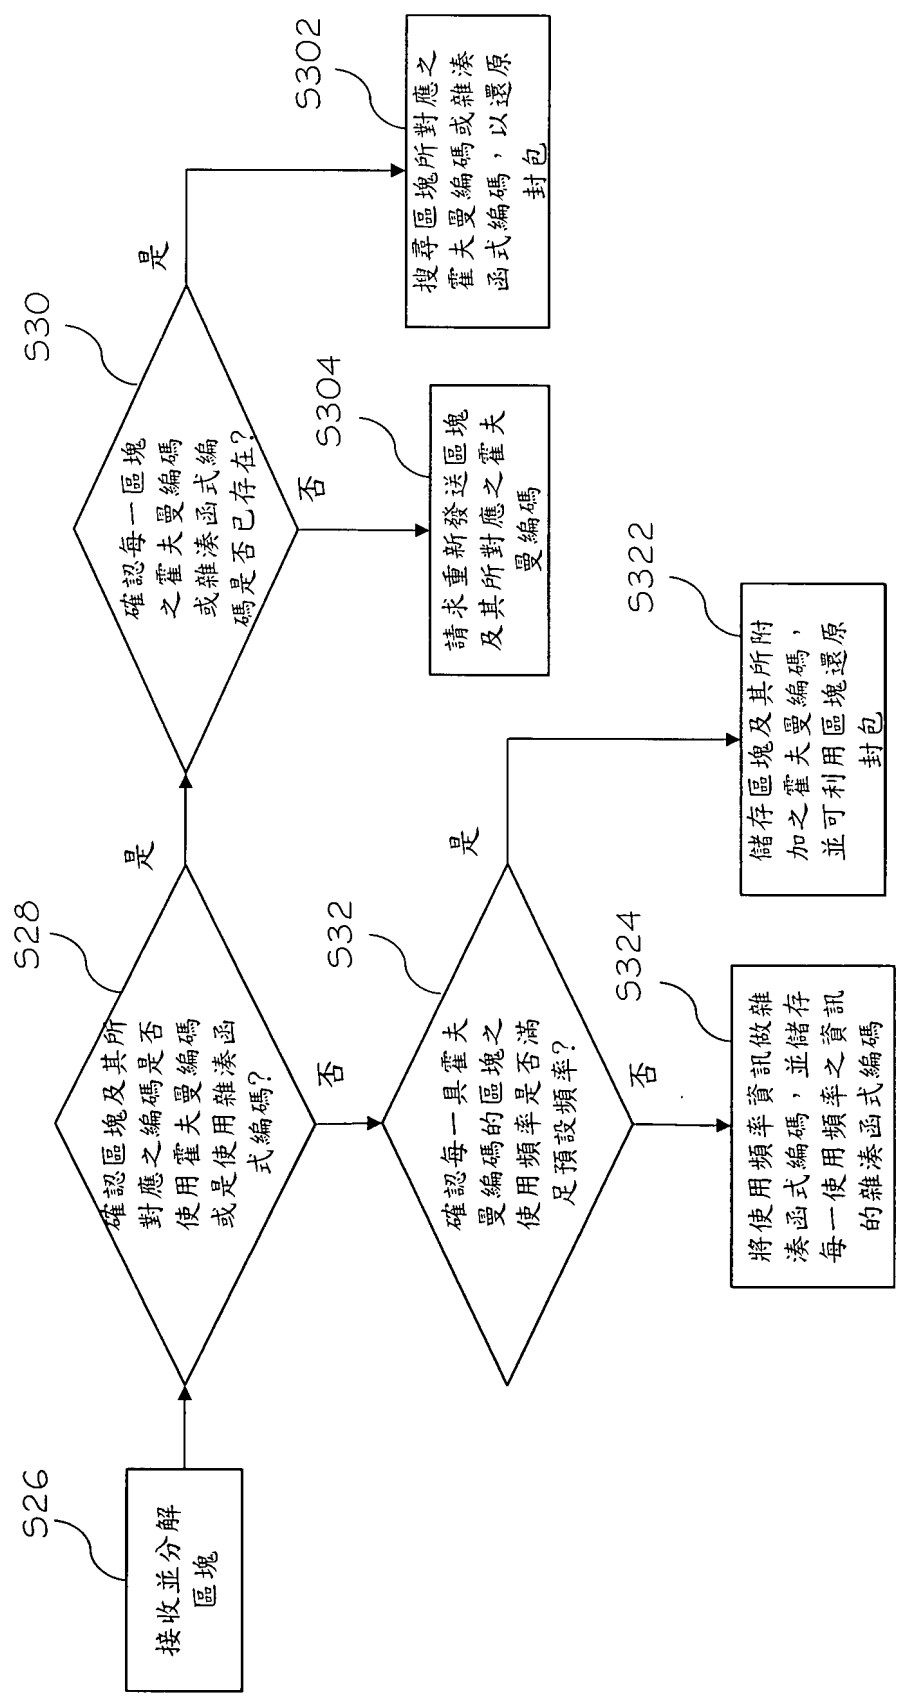 S26
接收並分解
區塊
S28
確認區塊及其所
對應之編碼是否
使用霍夫曼編碼
或是使用雜湊函
式編碼?
是
否
S30
確認每一區塊
之霍夫曼編碼
或雜湊函式編
碼是否已存在?
是
否
S302
搜尋區塊所對應之
霍夫曼編碼或雜湊
函式編碼，以還原
封包
S304
請求重新發送區塊
及其所對應之霍夫
曼編碼
S32
確認每一具霍夫
曼編碼的區塊之
使用頻率是否滿
足預設頻率?
是
否
S322
儲存區塊及其所附
加之霍夫曼編碼，
並可利用區塊還原
封包
S324
將使用頻率資訊做雜
湊函式編碼，並儲存
每一使用頻率之資訊
的雜湊函式編碼